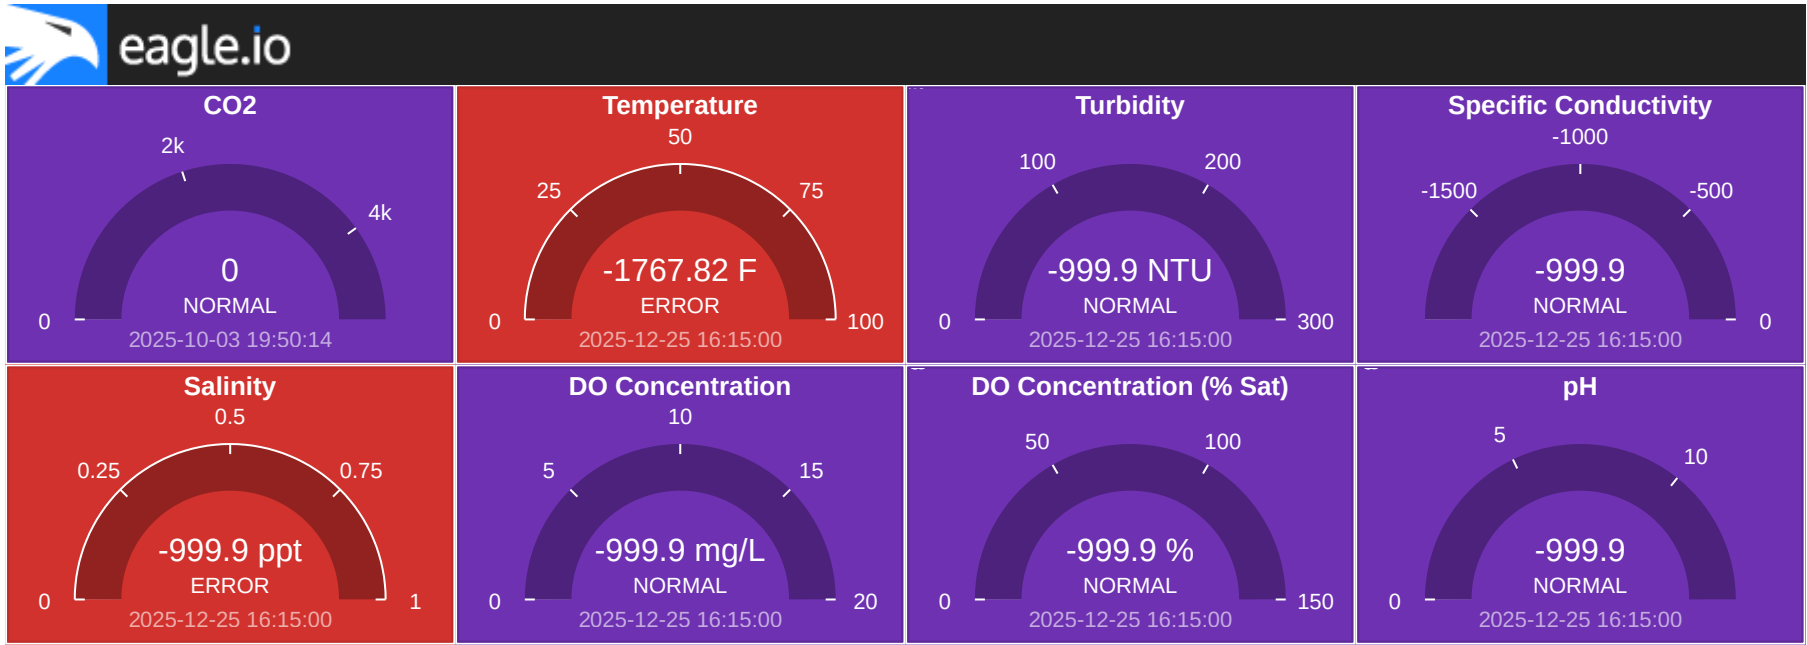 eagle.io
CO2
2k
4k
0
NORMAL
0
2025-10-03 19:50:14
Temperature
50
25
75
-1767.82 F
ERROR
0
100
2025-12-25 16:15:00
Turbidity
100
200
-999.9 NTU
NORMAL
0
300
2025-12-25 16:15:00
Specific Conductivity
-1000
-1500
-500
-999.9
NORMAL
0
2025-12-25 16:15:00
Salinity
0.5
0.25
0.75
-999.9 ppt
ERROR
0
1
2025-12-25 16:15:00
DO Concentration
10
5
15
-999.9 mg/L
NORMAL
0
20
2025-12-25 16:15:00
DO Concentration (% Sat)
50
100
-999.9 %
NORMAL
0
150
2025-12-25 16:15:00
pH
5
10
-999.9
NORMAL
0
2025-12-25 16:15:00